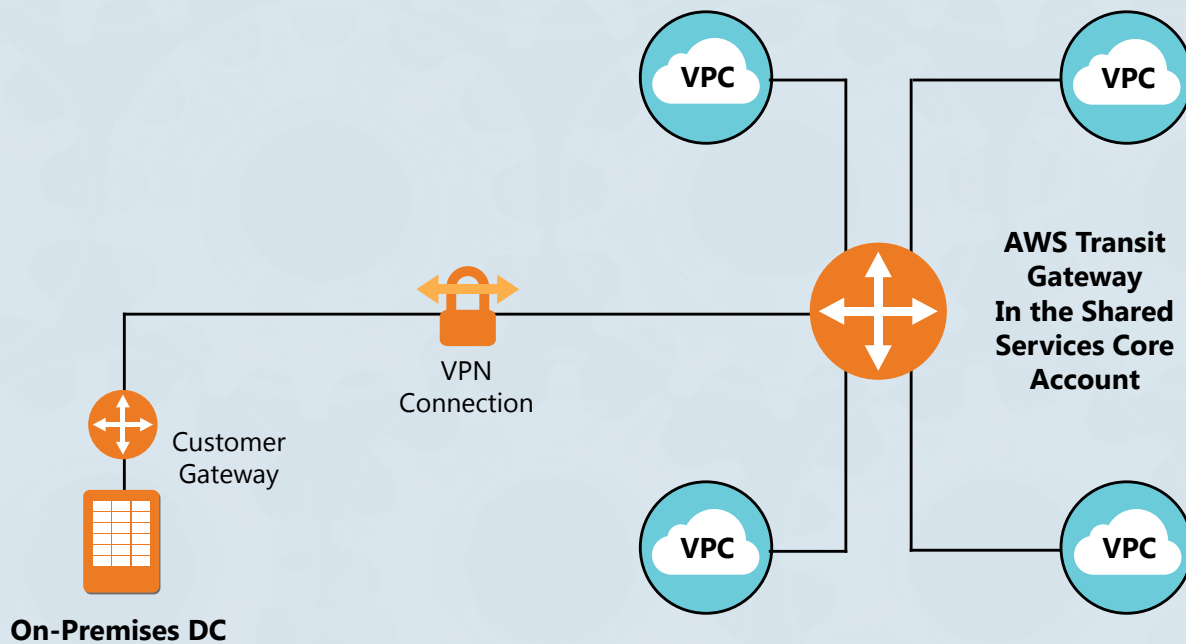 VPC
VPC
AWS Transit
Gateway
In the Shared
Services Core
Account
VPN
Connection
Customer
Gateway
VPC
VPC
On-Premises DC